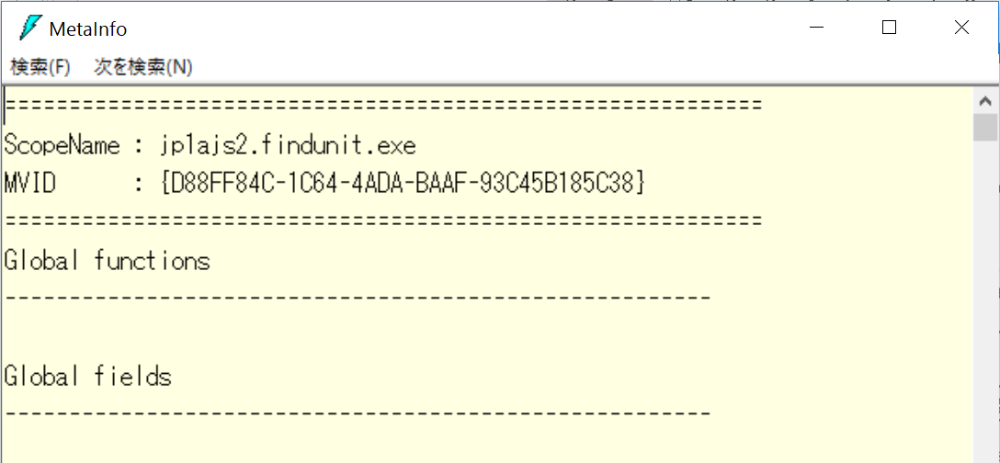 MetaInfo
検索(F) 次を検索(N)
===========================================================
ScopeName : jp1ajs2.findunit.exe
MVID      : {D88FF84C-1C64-4ADA-BAAF-93C45B185C38}
===========================================================
Global functions
-------------------------------------------------------
Global fields
-------------------------------------------------------